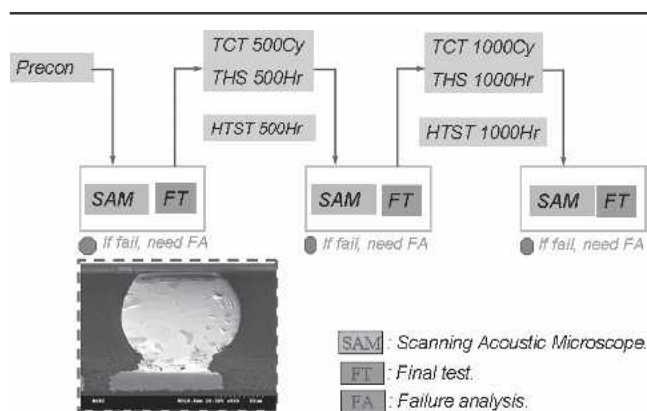 Precon
TCT 500Cy
THS 500Hr
HTST 500Hr
TCT 1000Cy
THS 1000Hr
HTST 1000Hr
SAM FT
SAM FT
SAM FT
If fail, need FA
If fail, need FA
If fail, need FA
SAM : Scanning Acoustic Microscope.
FT : Final test.
FA : Failure analysis.